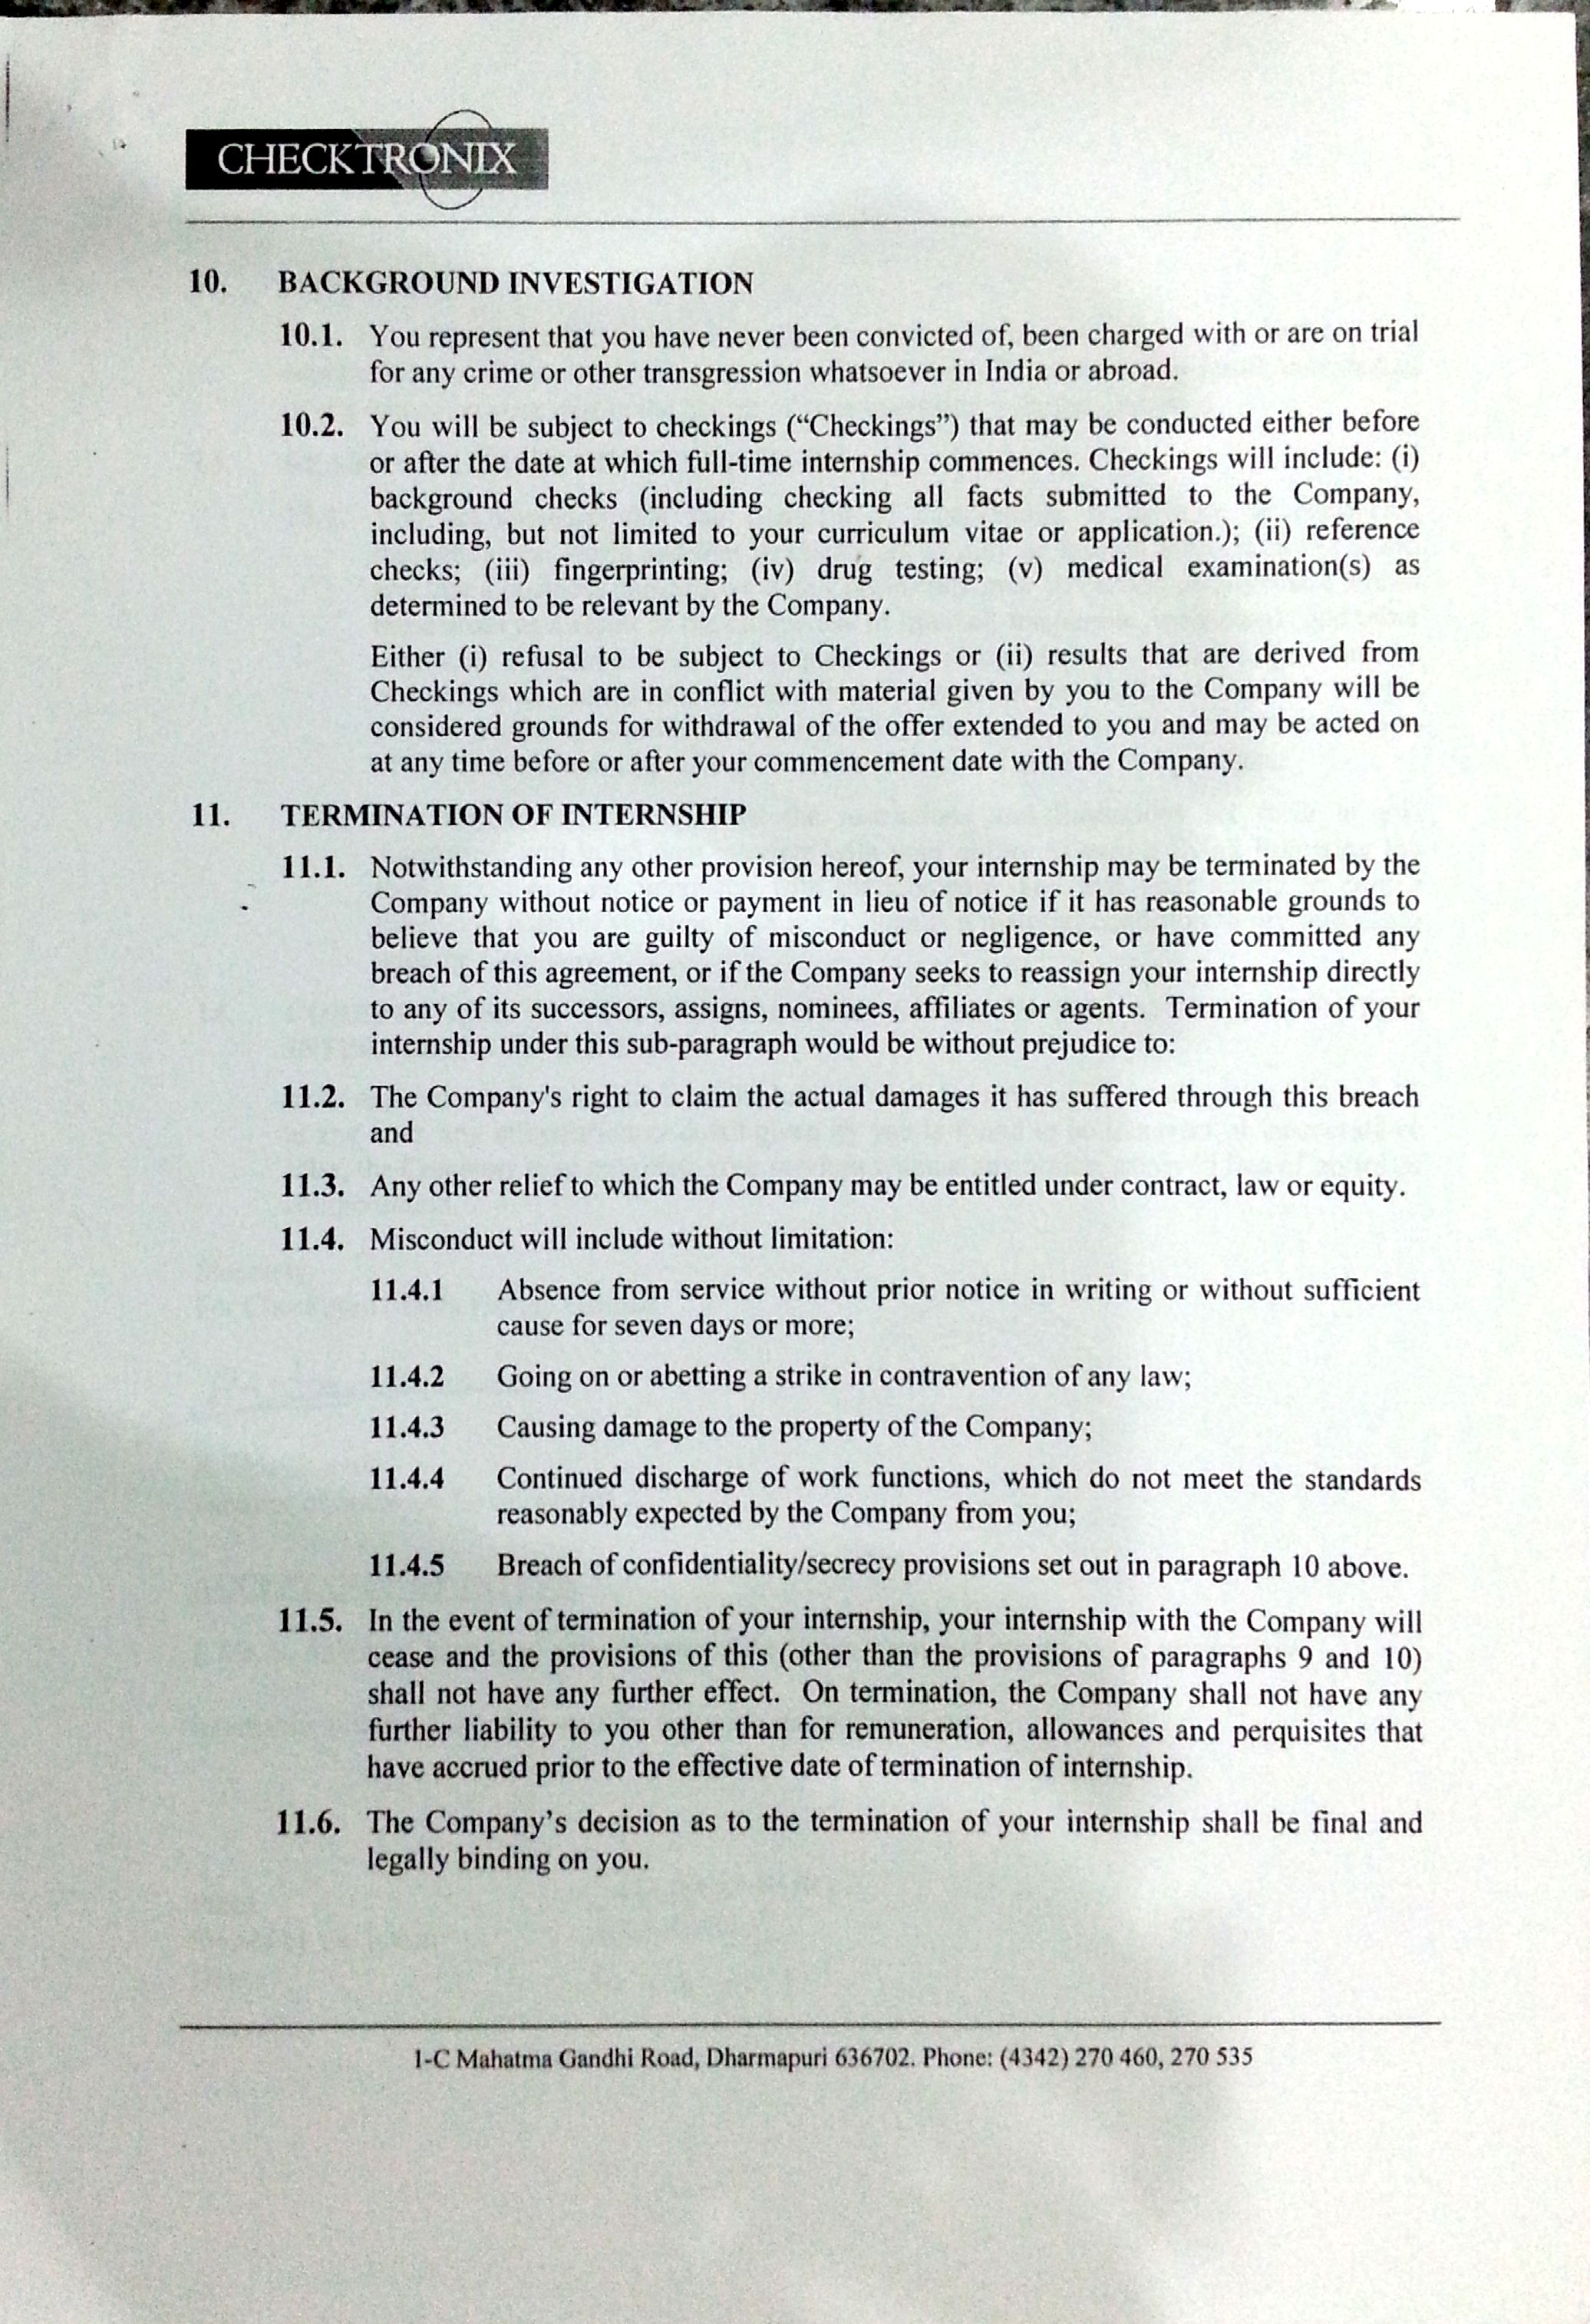 CHECKTRONIX
10. BACKGROUND INVESTIGATION
10.1. You represent that you have never been convicted of, been charged with or are on trial
for any crime or other transgression whatsoever in India or abroad.
10.2. You will be subject to checkings (“Checkings”) that may be conducted either before
or after the date at which full-time internship commences. Checkings will include: (i)
background checks (including checking all facts submitted to the Company,
including, but not limited to your curriculum vitae or application.); (ii) reference
checks; (iii) fingerprinting; (iv) drug testing; (v) medical examination(s) as
determined to be relevant by the Company.
Either (i) refusal to be subject to Checkings or (ii) results that are derived from
Checkings which are in conflict with material given by you to the Company will be
considered grounds for withdrawal of the offer extended to you and may be acted on
at any time before or after your commencement date with the Company.
11. TERMINATION OF INTERNSHIP
11.1. Notwithstanding any other provision hereof, your internship may be terminated by the
Company without notice or payment in lieu of notice if it has reasonable grounds to
believe that you are guilty of misconduct or negligence, or have committed any
breach of this agreement, or if the Company seeks to reassign your internship directly
to any of its successors, assigns, nominees, affiliates or agents. Termination of your
internship under this sub-paragraph would be without prejudice to:
11.2. The Company's right to claim the actual damages it has suffered through this breach
and
11.3. Any other relief to which the Company may be entitled under contract, law or equity.
11.4. Misconduct will include without limitation:
11.4.1 Absence from service without prior notice in writing or without sufficient
cause for seven days or more;
11.4.2 Going on or abetting a strike in contravention of any law;
11.4.3 Causing damage to the property of the Company;
11.4.4 Continued discharge of work functions, which do not meet the standards
reasonably expected by the Company from you;
11.4.5 Breach of confidentiality/secrecy provisions set out in paragraph 10 above.
11.5. In the event of termination of your internship, your internship with the Company will
cease and the provisions of this (other than the provisions of paragraphs 9 and 10)
shall not have any further effect. On termination, the Company shall not have any
further liability to you other than for remuneration, allowances and perquisites that
have accrued prior to the effective date of termination of internship.
11.6. The Company’s decision as to the termination of your internship shall be final and
legally binding on you.
1-C Mahatma Gandhi Road, Dharmapuri 636702. Phone: (4342) 270 460, 270 535